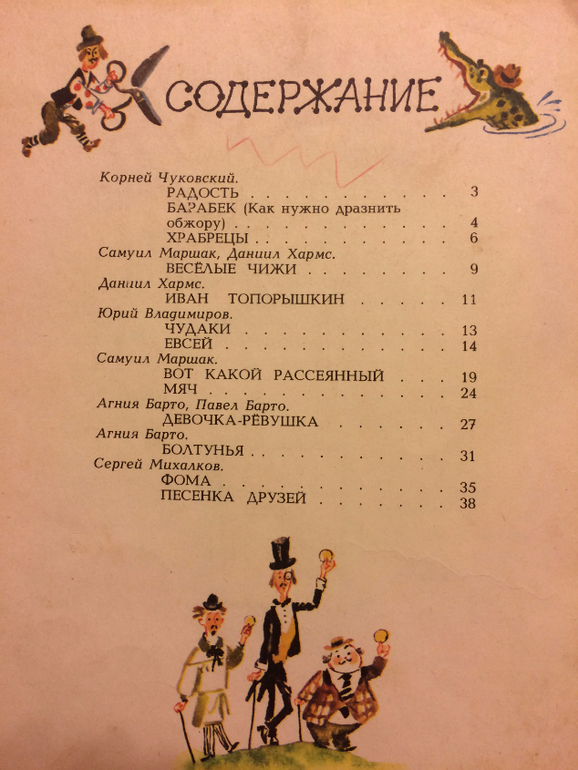 СОДЕРЖАНИЕ
Корней Чуковский.
РАДОСТЬ . . . . . . . . . . . 3
БАРАБЕК (Как нужно дразнить
обжору) . . . . . . . . . . . . 4
ХРАБРЕЦЫ . . . . . . . . . . . 6
Самуил Маршак, Даниил Хармс.
ВЕСЁЛЫЕ ЧИЖИ . . . . . . . . 9
Даниил Хармс.
ИВАН ТОПОРЫШКИН . . . . . 11
Юрий Владимиров.
ЧУДАКИ . . . . . . . . . . . . 13
ЕВСЕЙ . . . . . . . . . . . . 14
Самуил Маршак.
ВОТ КАКОЙ РАССЕЯННЫЙ . . . 19
МЯЧ . . . . . . . . . . . . . 24
Агния Барто, Павел Барто.
ДЕВОЧКА-РЁВУШКА . . . . . . 27
Агния Барто.
БОЛТУНЬЯ . . . . . . . . . . . 31
Сергей Михалков.
ФОМА . . . . . . . . . . . . 35
ПЕСЕНКА ДРУЗЕЙ . . . . . . . 38